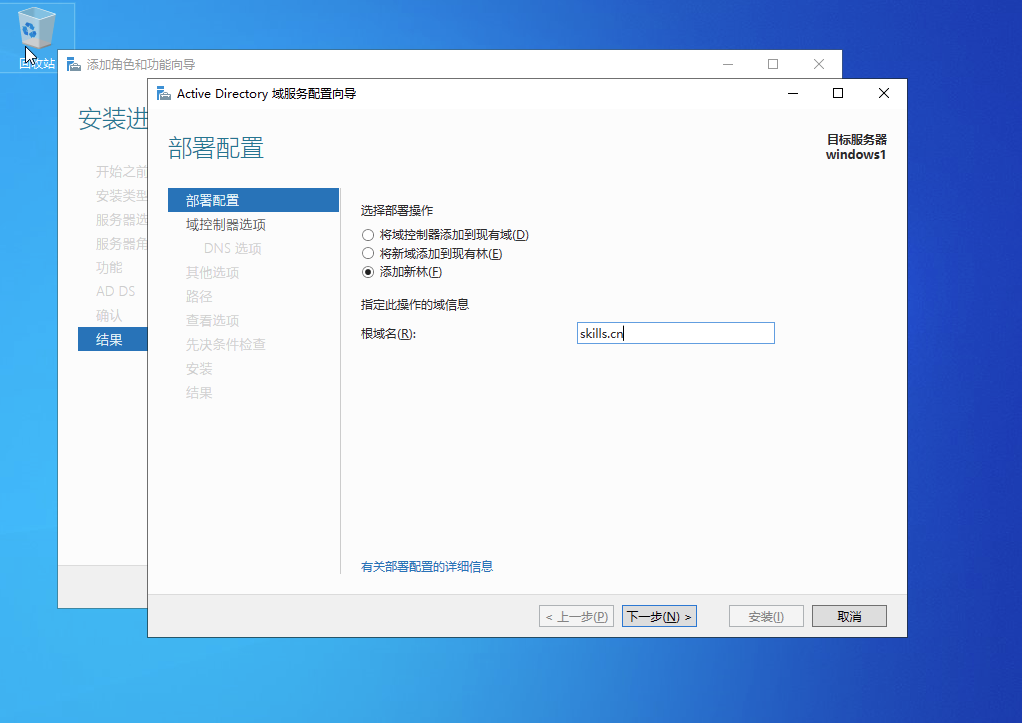 回收站
添加角色和功能向导
安装进
开始之前
安装类型
服务器选
服务器角
功能
AD DS
确认
结果
Active Directory 域服务配置向导
部署配置
目标服务器
windows1
部署配置
域控制器选项
DNS 选项
其他选项
路径
查看选项
先决条件检查
安装
结果
选择部署操作
将域控制器添加到现有域(D)
将新域添加到现有林(E)
添加新林(F)
指定此操作的域信息
根域名(R):
skills.cn
有关部署配置的详细信息
< 上一步(P)
下一步(N) >
安装(I)
取消